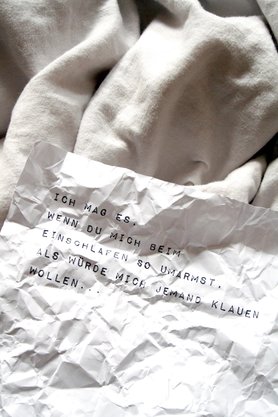 ICH MAG ES,
WENN DU MICH BEIM
EINSCHLAFEN SO UMARMST,
ALS WÜRDE MICH JEMAND KLAUEN
WOLLEN...